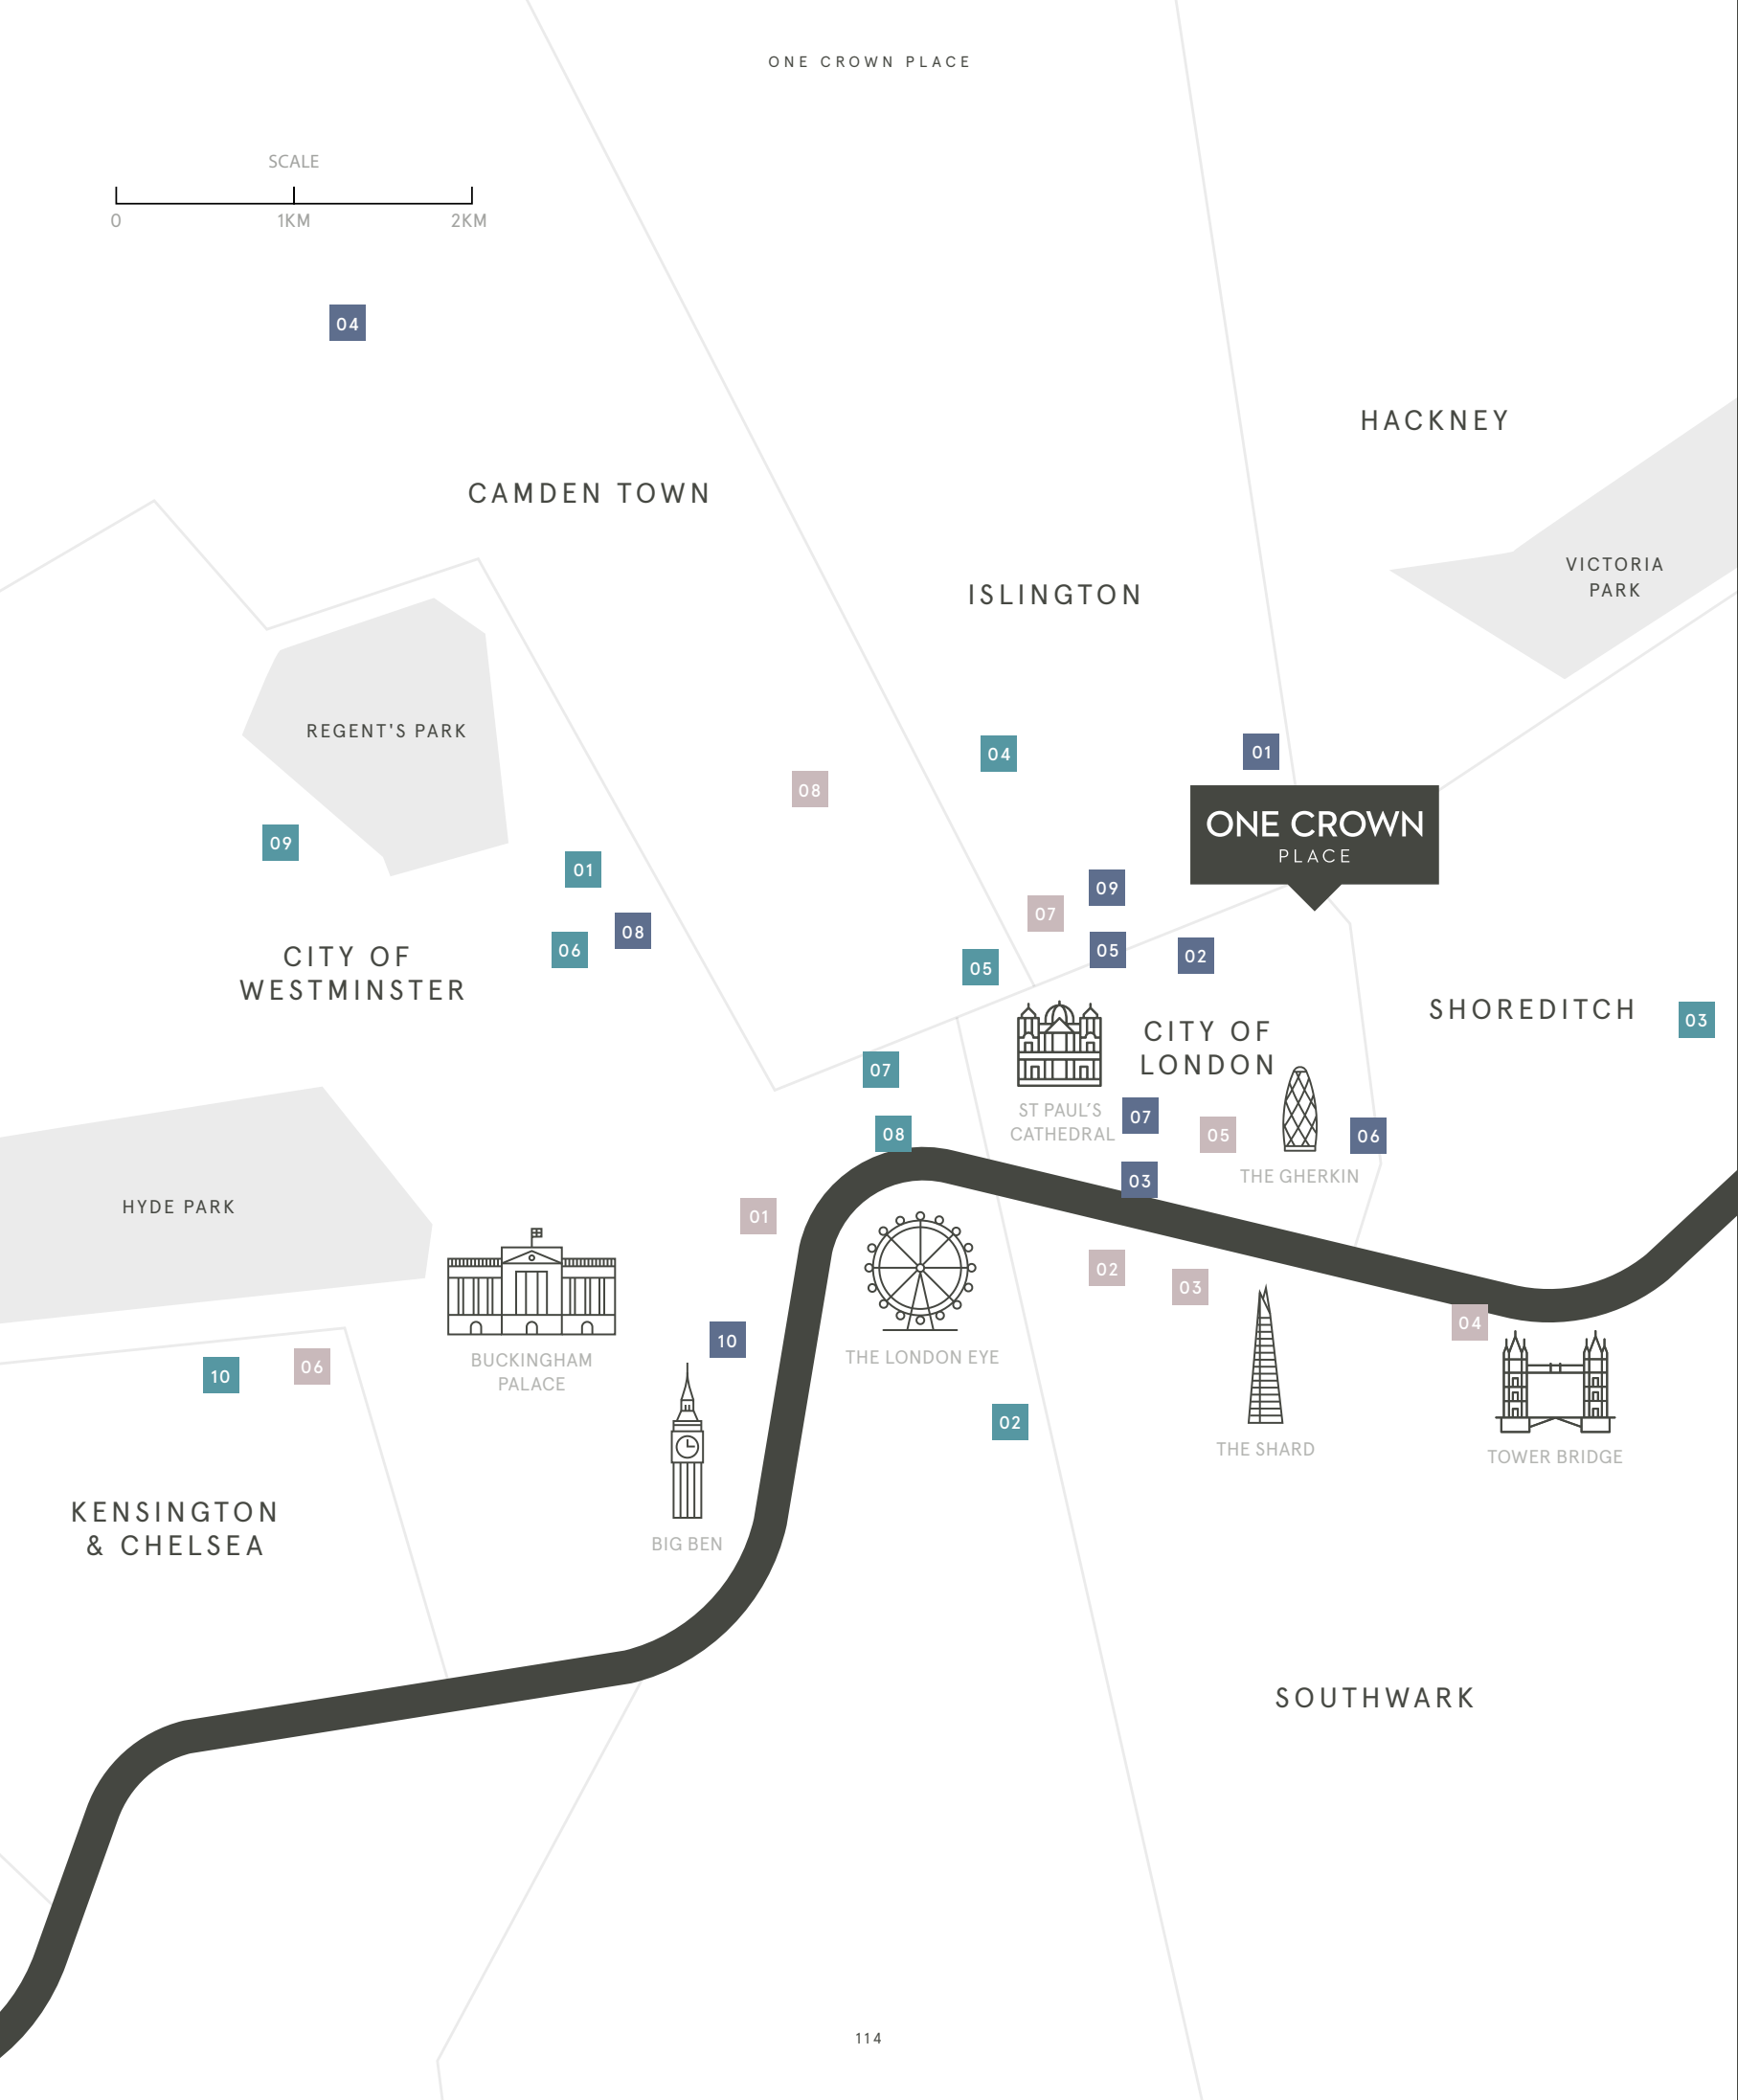 ONE CROWN PLACE
SCALE
0
1KM
2KM
04
HACKNEY
CAMDEN TOWN
VICTORIA
PARK
ISLINGTON
REGENT'S PARK
04
01
08
ONE CROWN
PLACE
09
01
09
07
08
06
05
02
05
CITY OF
WESTMINSTER
SHOREDITCH
03
CITY OF
LONDON
07
ST PAUL'S
CATHEDRAL
07
08
05
06
THE GHERKIN
03
HYDE PARK
01
02
03
04
10
BUCKINGHAM
PALACE
THE LONDON EYE
10
06
02
THE SHARD
TOWER BRIDGE
KENSINGTON
& CHELSEA
BIG BEN
SOUTHWARK
114